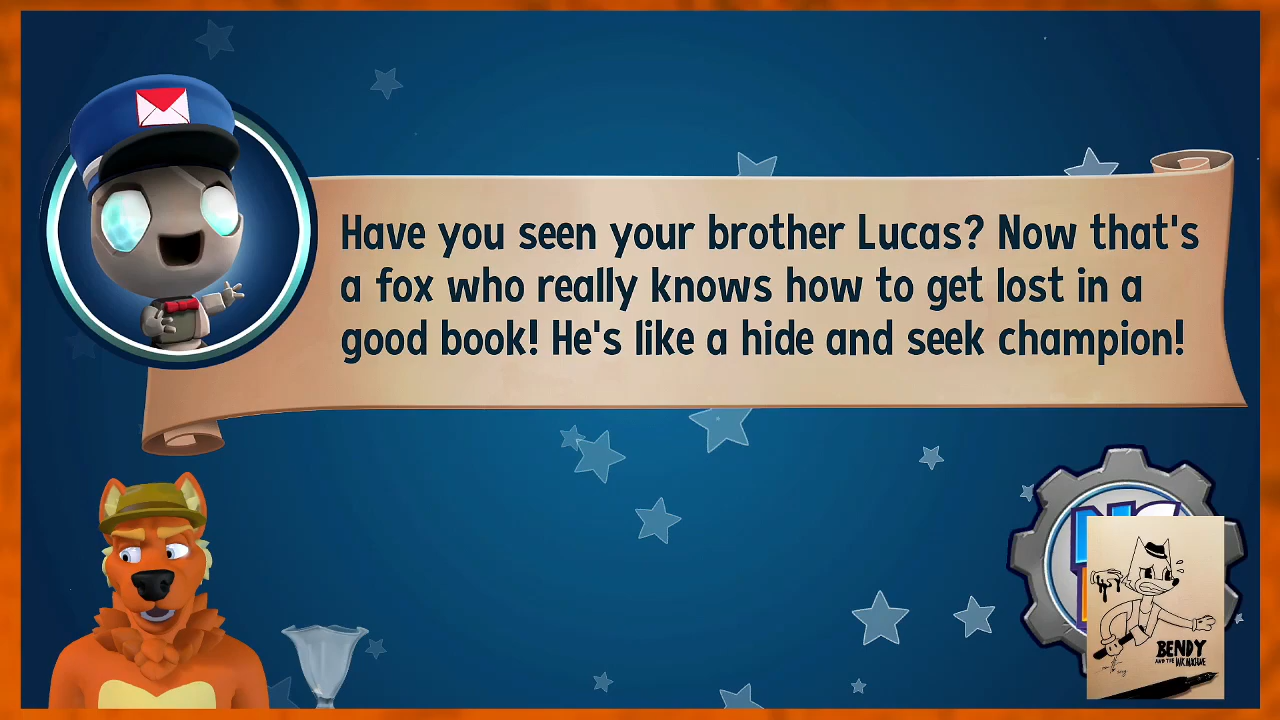 Have you seen your brother Lucas? Now that's
a fox who really knows how to get lost in a
good book! He's like a hide and seek champion!
BENDY
AND THE INK MACHINE